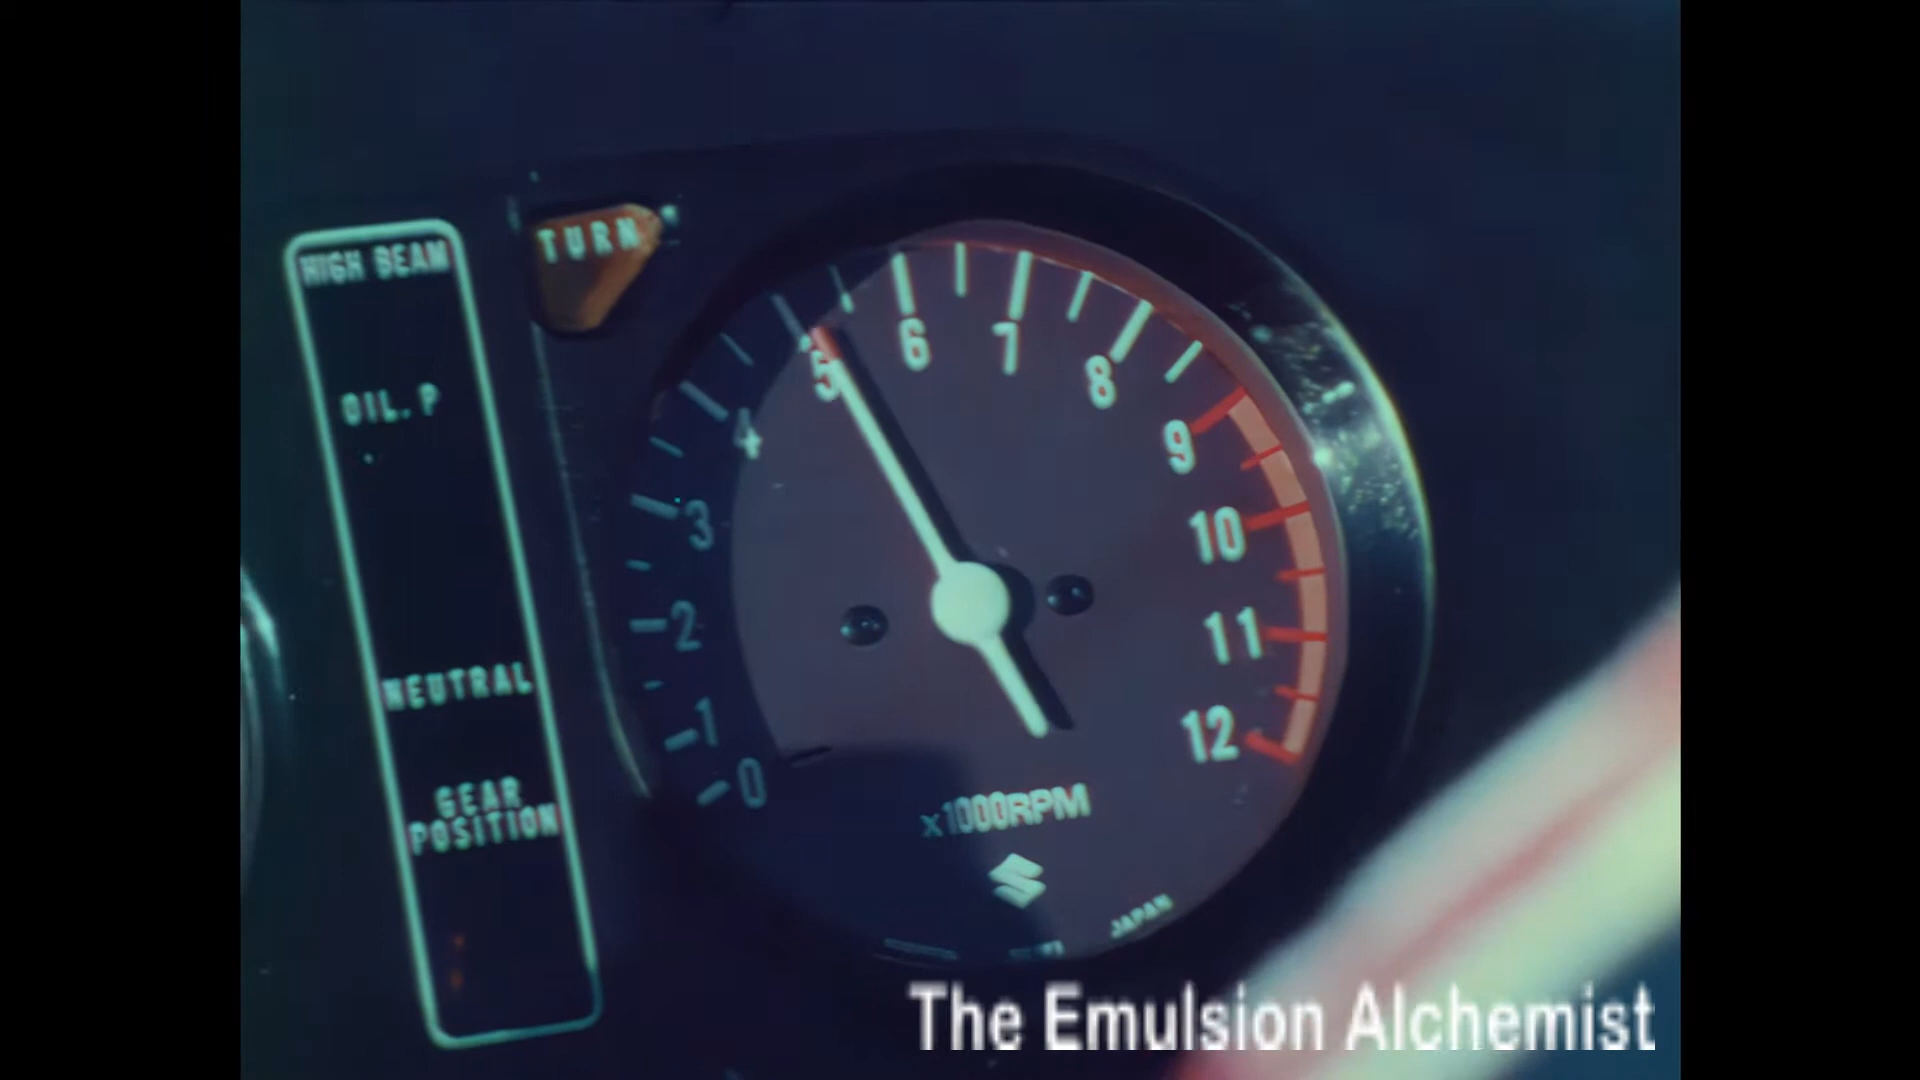 HIGH BEAM
TURN
OIL. P
NEUTRAL
GEAR
POSITION
0
1
2
3
4
5
6
7
8
9
10
11
12
x1000RPM
JAPAN
The Emulsion Alchemist